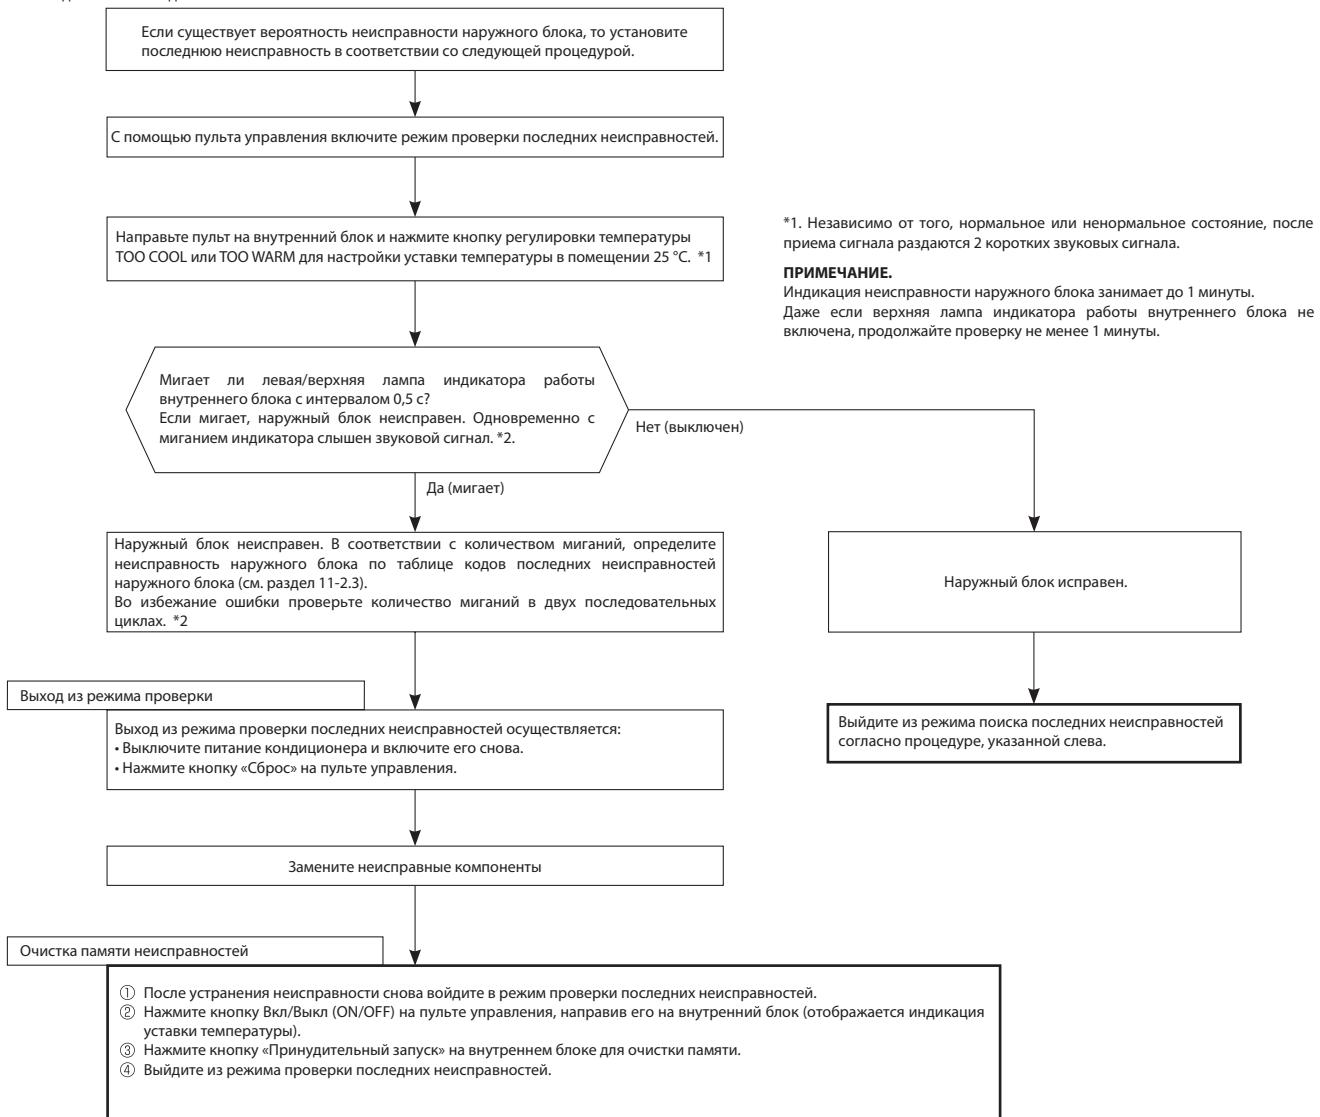 Если существует вероятность неисправности наружного блока, то установите
последнюю неисправность в соответствии со следующей процедурой.
С помощью пульта управления включите режим проверки последних неисправностей.
Направьте пульт на внутренний блок и нажмите кнопку регулировки температуры
TOO COOL или TOO WARM для настройки уставки температуры в помещении 25 °C. *1
*1. Независимо от того, нормальное или ненормальное состояние, после
приема сигнала раздаются 2 коротких звуковых сигнала.
ПРИМЕЧАНИЕ.
Индикация неисправности наружного блока занимает до 1 минуты.
Даже если верхняя лампа индикатора работы внутреннего блока не
включена, продолжайте проверку не менее 1 минуты.
Мигает ли левая/верхняя лампа индикатора работы
внутреннего блока с интервалом 0,5 с?
Если мигает, наружный блок неисправен. Одновременно с
миганием индикатора слышен звуковой сигнал. *2.
Нет (выключен)
Да (мигает)
Наружный блок неисправен. В соответствии с количеством миганий, определите
неисправность наружного блока по таблице кодов последних неисправностей
наружного блока (см. раздел 11-2.3).
Во избежание ошибки проверьте количество миганий в двух последовательных
циклах. *2
Наружный блок исправен.
Выход из режима проверки
Выход из режима проверки последних неисправностей осуществляется:
• Выключите питание кондиционера и включите его снова.
• Нажмите кнопку «Сброс» на пульте управления.
Выйдите из режима поиска последних неисправностей
согласно процедуре, указанной слева.
Замените неисправные компоненты
Очистка памяти неисправностей
① После устранения неисправности снова войдите в режим проверки последних неисправностей.
② Нажмите кнопку Вкл/Выкл (ON/OFF) на пульте управления, направив его на внутренний блок (отображается индикация
уставки температуры).
③ Нажмите кнопку «Принудительный запуск» на внутреннем блоке для очистки памяти.
④ Выйдите из режима проверки последних неисправностей.